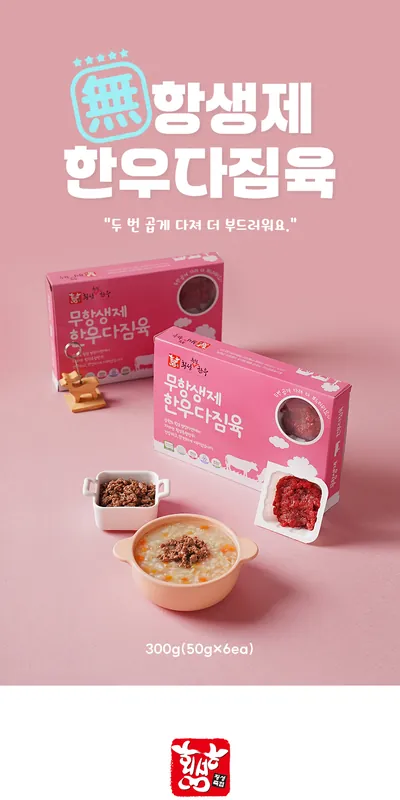 無항생제
한우다짐육
"두 번 곱게 다져 더 부드러워요."
무항생제
한우다짐육
무항생제
한우다짐육
300g(50g×6ea)